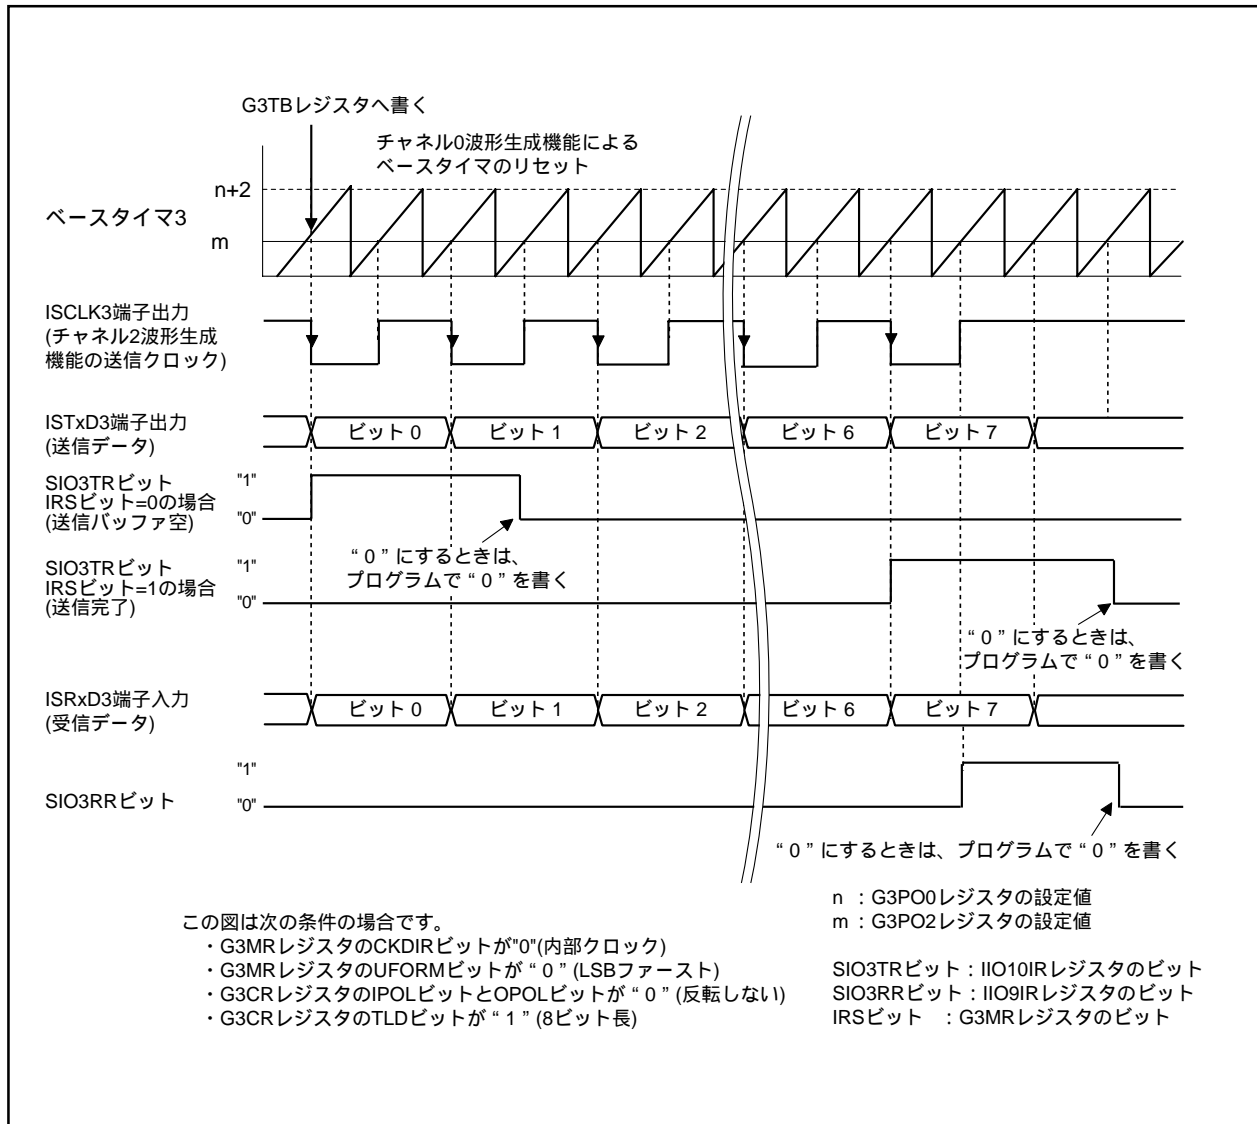 G3TBレジスタへ書く
チャネル0波形生成機能による
ベースタイマのリセット
n+2
ベースタイマ3
m
ISCLK3端子出力
(チャネル2波形生成
機能の送信クロック)
ISTxD3端子出力
(送信データ)
ビット 0
ビット 1
ビット 2
ビット 6
ビット 7
SIO3TRビット
IRSビット=0の場合
(送信バッファ空)
"1"
"0"
“ 0 ” にするときは、
プログラムで “ 0 ” を書く
SIO3TRビット
IRSビット=1の場合
(送信完了)
"1"
"0"
“ 0 ” にするときは、
プログラムで “ 0 ” を書く
ISRxD3端子入力
(受信データ)
ビット 0
ビット 1
ビット 2
ビット 6
ビット 7
SIO3RRビット
"1"
"0"
“ 0 ” にするときは、プログラムで “ 0 ” を書く
この図は次の条件の場合です。
・G3MRレジスタのCKDIRビットが"0"(内部クロック)
・G3MRレジスタのUFORMビットが “ 0 ” (LSBファースト)
・G3CRレジスタのIPOLビットとOPOLビットが “ 0 ” (反転しない)
・G3CRレジスタのTLDビットが “ 1 ” (8ビット長)
n ：G3PO0レジスタの設定値
m ：G3PO2レジスタの設定値
SIO3TRビット：IIO10IRレジスタのビット
SIO3RRビット：IIO9IRレジスタのビット
IRSビット ：G3MRレジスタのビット